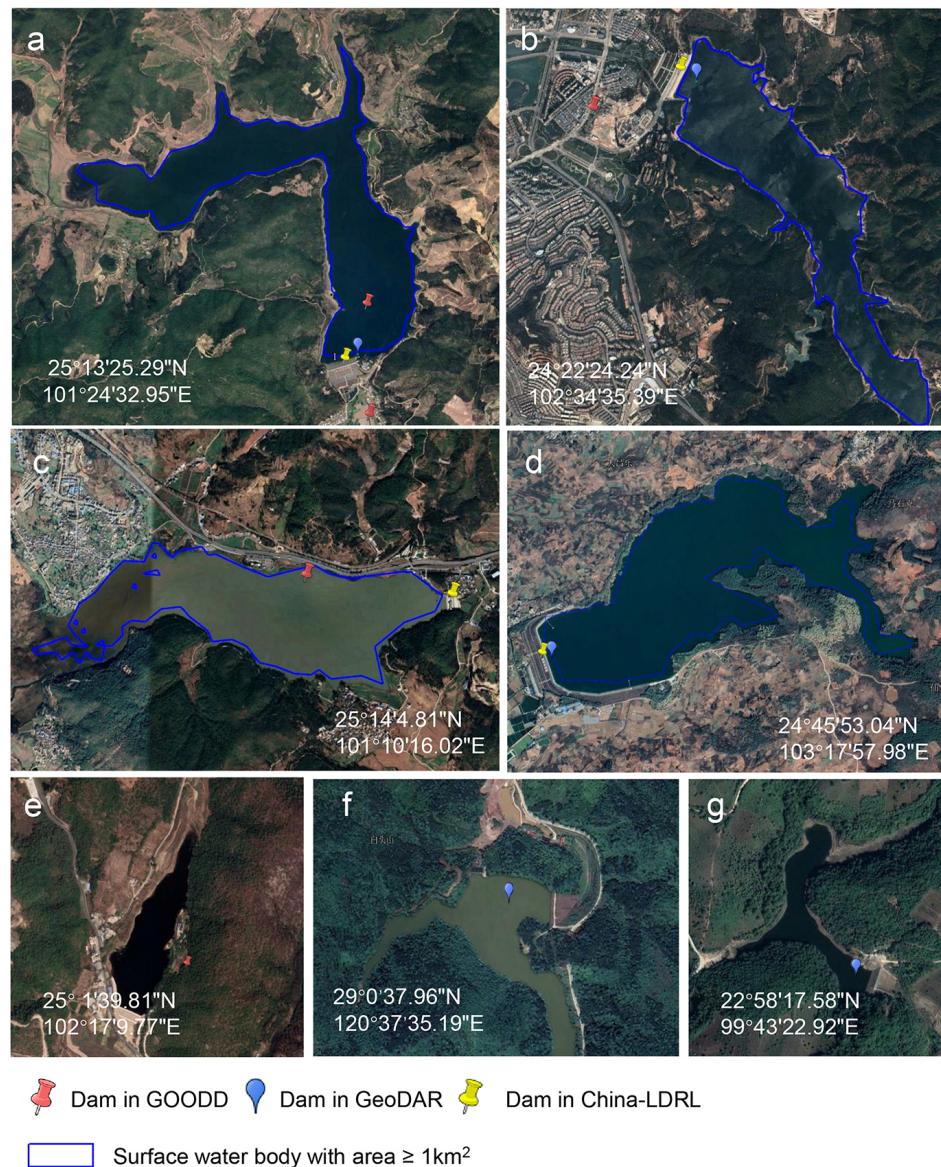 a
b
25°13'25.29"N
101°24'32.95"E
24°22'24.24"N
102°34'35.39"E
c
d
25°14'4.81"N
101°10'16.02"E
24°45'53.04"N
103°17'57.98"E
e
f
g
25° 1'39.81"N
102°17'9.77"E
29°0'37.96"N
120°37'35.19"E
22°58'17.58"N
99°43'22.92"E
Dam in GOODD Dam in GeoDAR Dam in China-LDRL
Surface water body with area ≥ 1km²